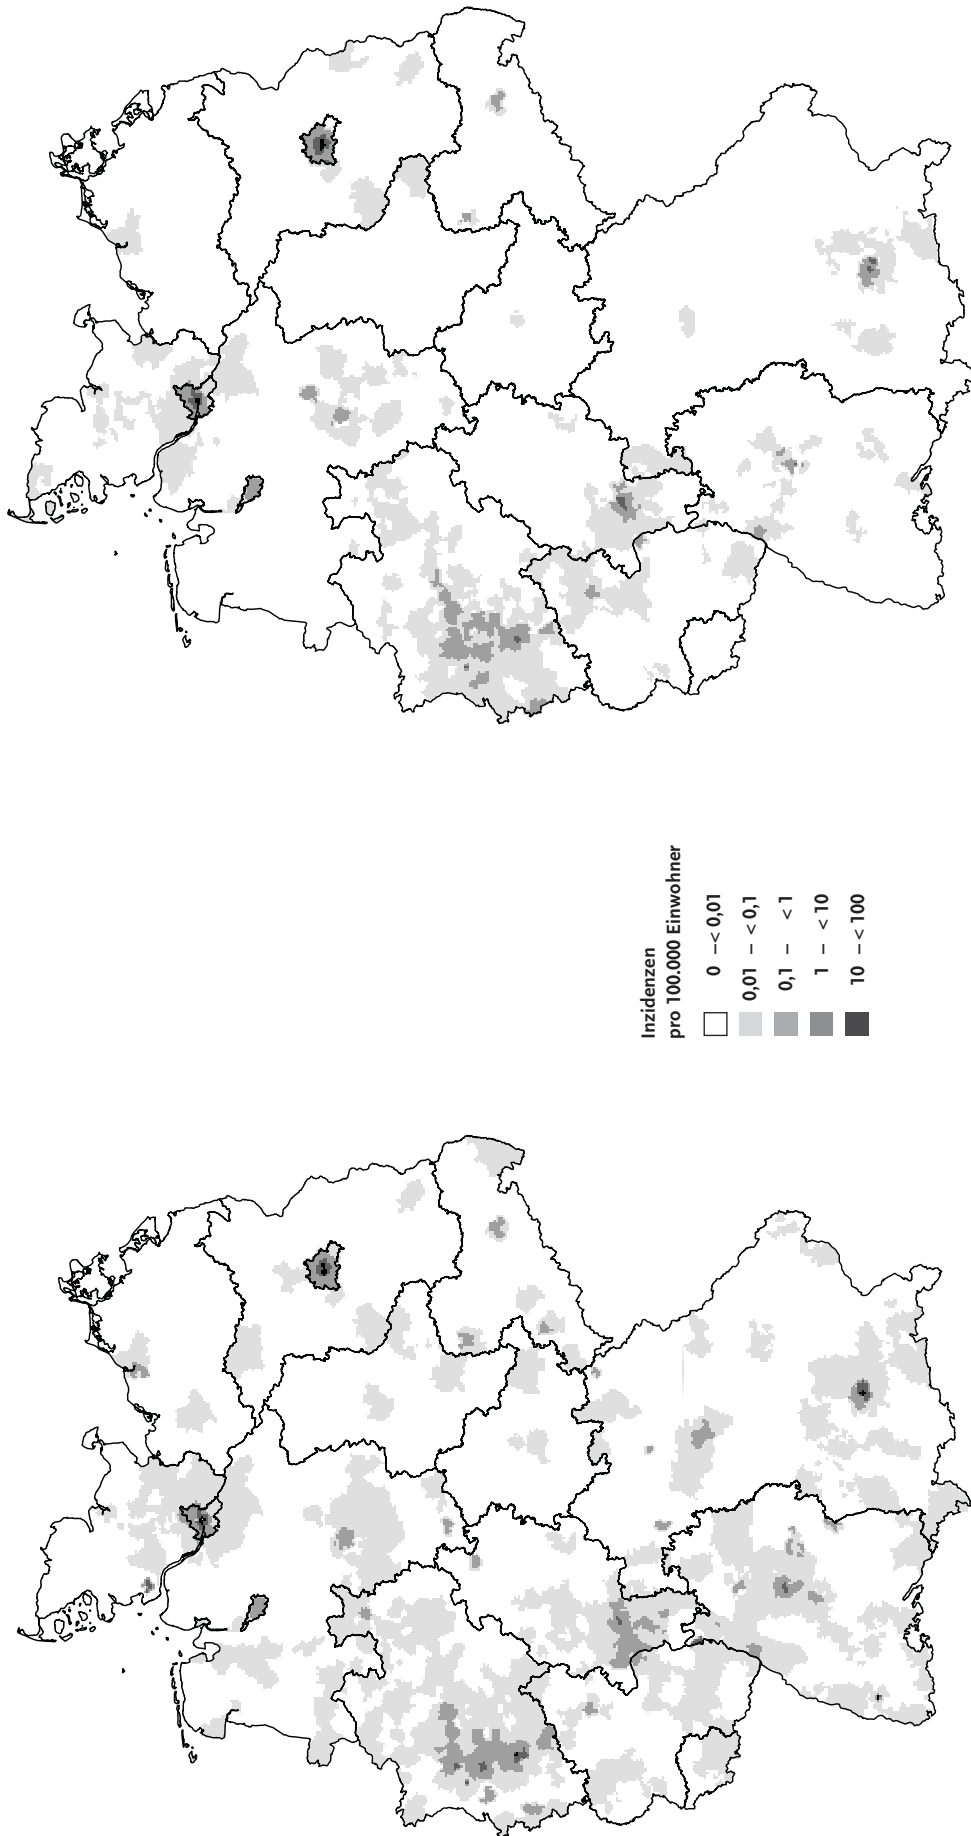 Inzidenzen
pro 100.000 Einwohner
0 –< 0,01
0,01 – < 0,1
0,1 – < 1
1 – < 10
10 –< 100